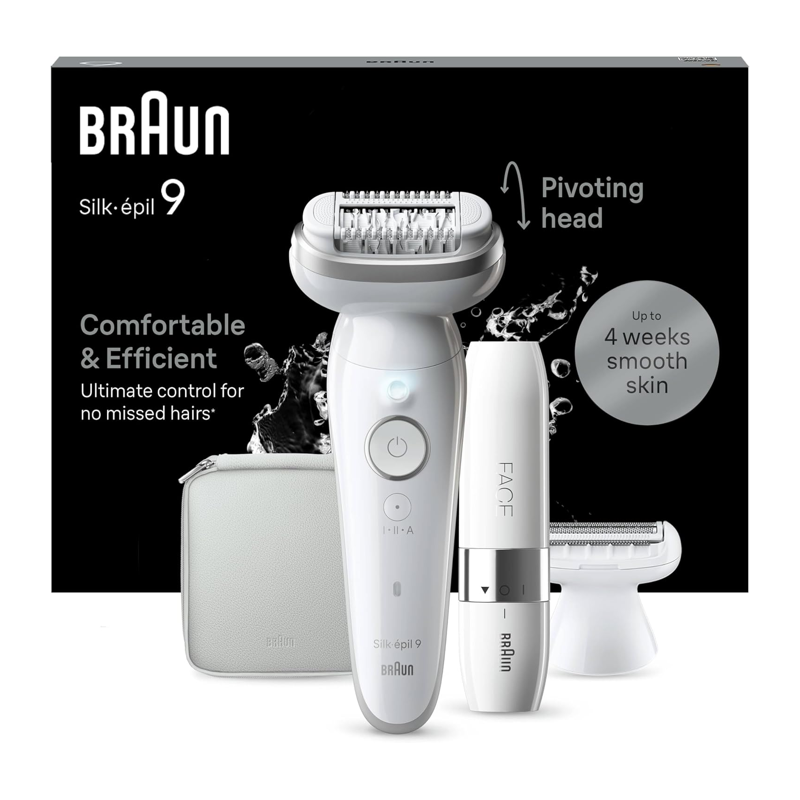 BRAUN
BRAUN
Silk·épil 9
Pivoting
head
Comfortable
& Efficient
Ultimate control for
no missed hairs*
Up to
4 weeks
smooth
skin
FACE
I·II·A
Silk·épil 9
BRAUN
BRAUN
BRAUN